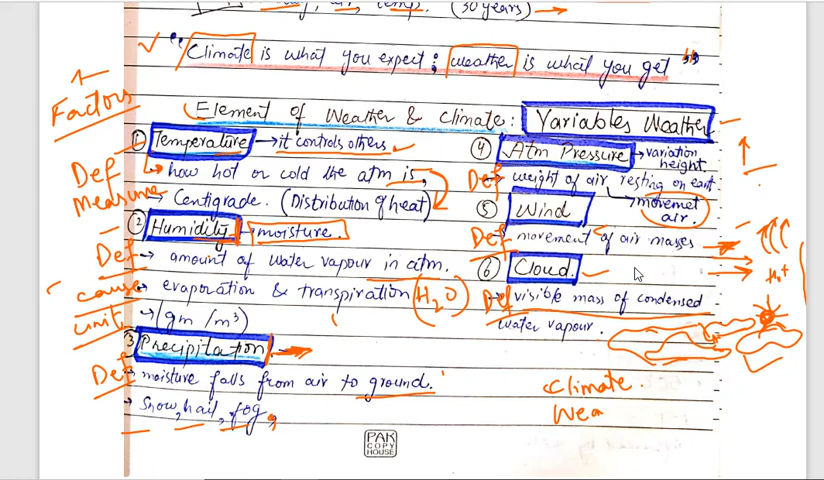 temp. (30 years)
" Climate is what you expect; weather is what you get "
Factors
Element of Weather & Climate: Variables Weather
① Temperature → it controls others.
Def
how hot or cold the atm is,
Measure
Centigrade. (Distribution of heat)
② Humidity → moisture.
Def → amount of water vapour in atm.
cause → evaporation & transpiration (H₂O)
unit → (gm /m³)
3 Precipitation →
Def moisture falls from air to ground.
→ Snow, hail, fog,
④ Atm Pressure → variation height
Def → weight of air resting on eart
→ movemet air.
⑤ Wind
Def movement of air masses
⑥ Cloud.
Def → visible mass of condensed
water vapour.
Climate.
Wea
PAK
COPY
HOUSE